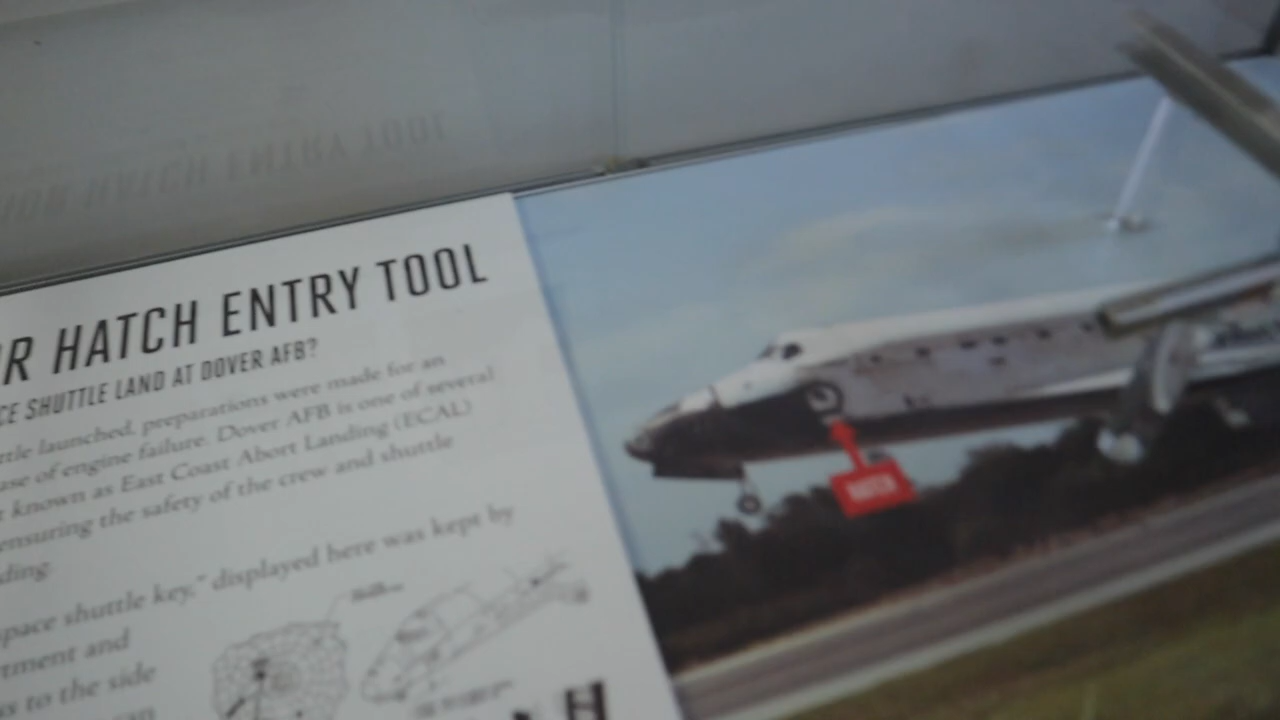 OR HATCH ENTRY TOOL
CE SHUTTLE LAND AT DOVER AFB?
ttle launched, preparations were made for an
ase of engine failure. Dover AFB is one of several
t known as East Coast Abort Landing (ECAL)
ensuring the safety of the crew and shuttle
ding.
space shuttle key," displayed here was kept by
rtment and
s to the side
HATCH